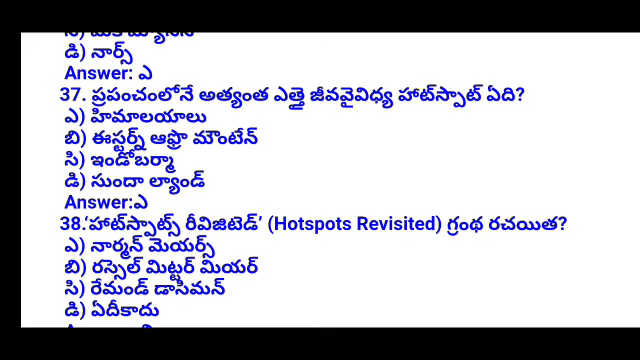 డి) నార్స్
Answer: ఎ
37. ప్రపంచంలోనే అత్యంత ఎత్తైన జీవవైవిధ్య హాట్‌స్పాట్ ఏది?
ఎ) హిమాలయాలు
బి) ఈస్టర్న్ ఆఫ్రో మౌంటేన్
సి) ఇండోబర్మా
డి) సుందా ల్యాండ్
Answer:ఎ
38.‘హాట్‌స్పాట్స్ రీవిజిటెడ్’ (Hotspots Revisited) గ్రంథ రచయిత?
ఎ) నార్మన్ మెయర్స్
బి) రస్సెల్ మిట్టర్ మియర్
సి) రేమండ్ డాసిమన్
డి) ఏదీకాదు